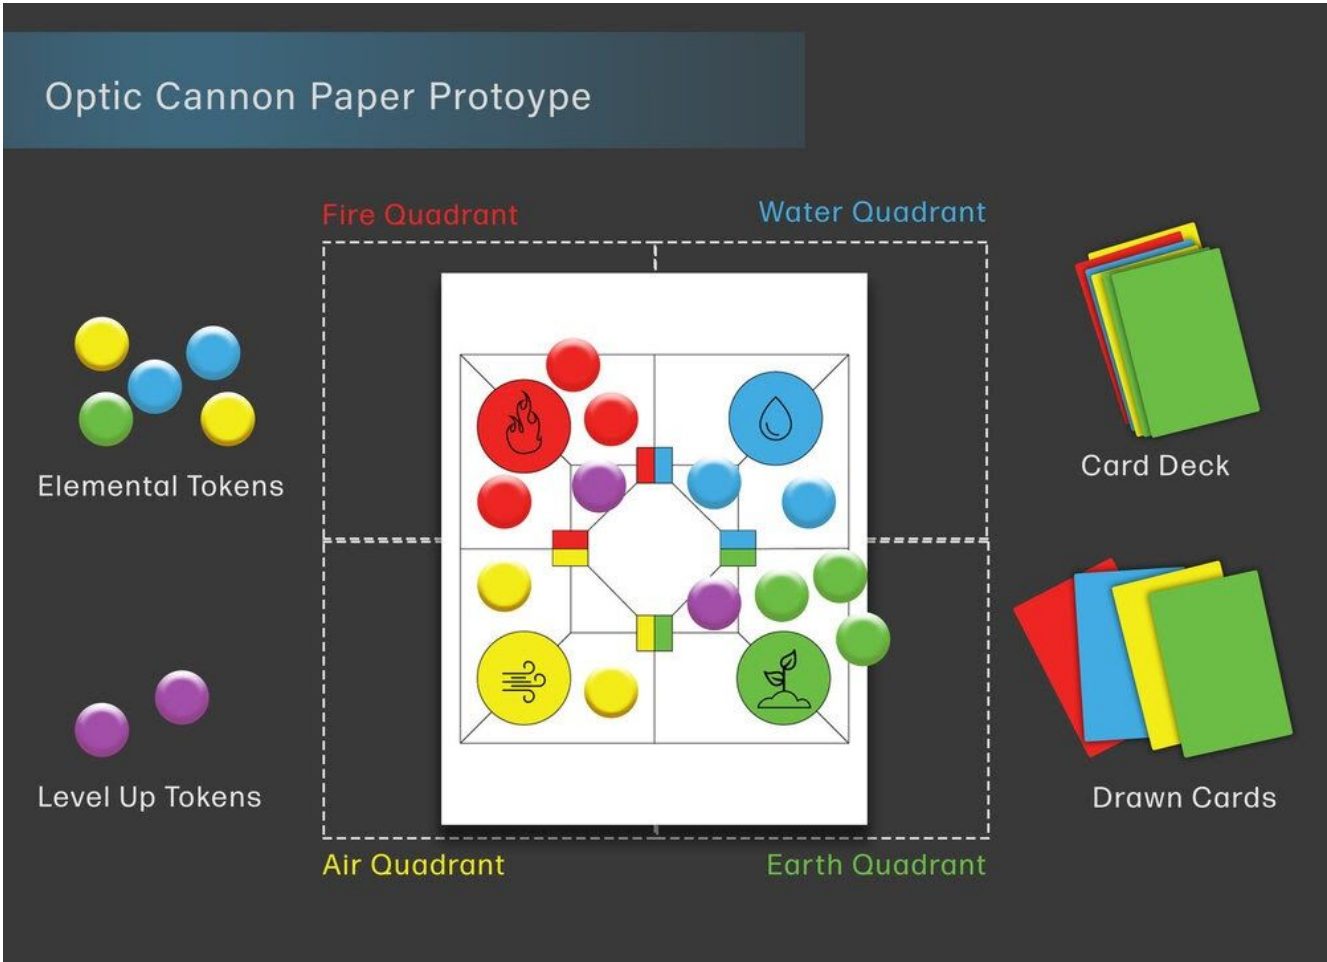 Optic Cannon Paper Protoype
Fire Quadrant
Water Quadrant
Elemental Tokens
Card Deck
Level Up Tokens
Drawn Cards
Air Quadrant
Earth Quadrant